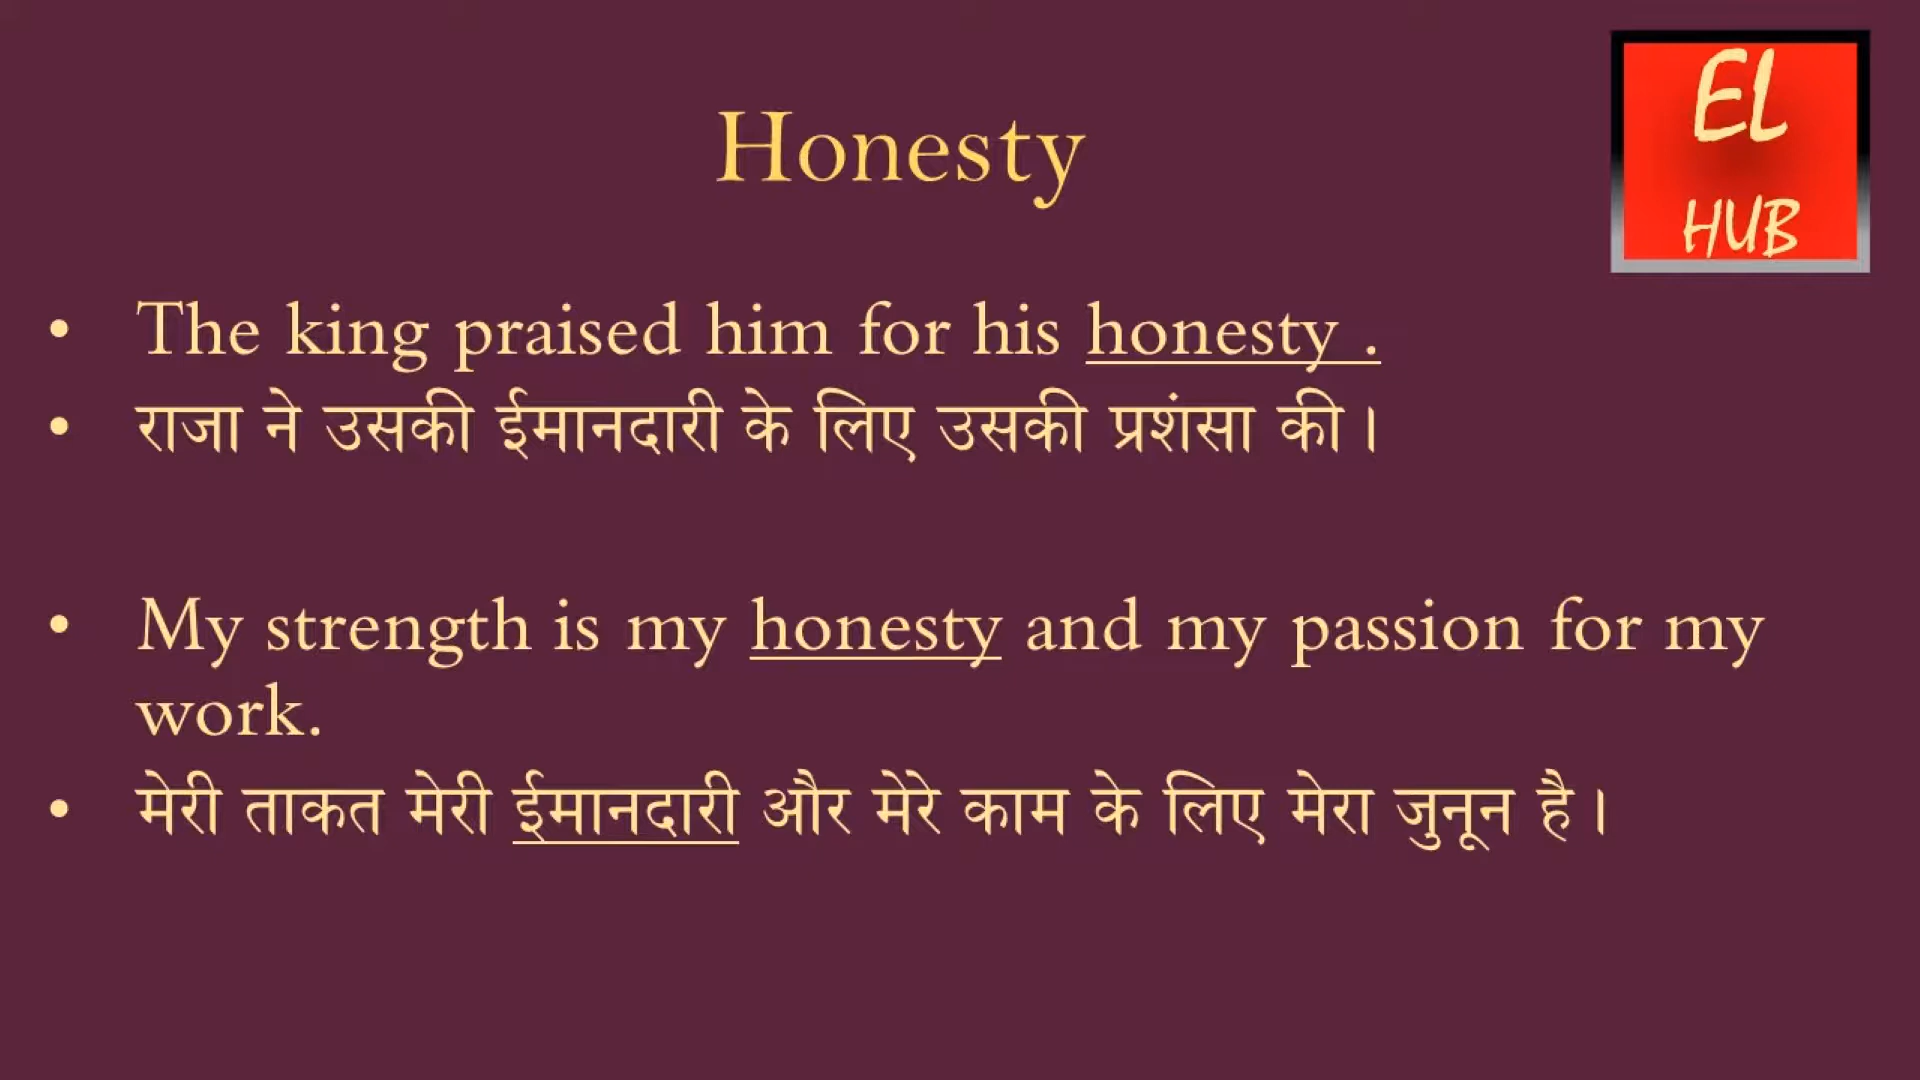 EL
HUB
Honesty
• The king praised him for his honesty .
• राजा ने उसकी ईमानदारी के लिए उसकी प्रशंसा की।
• My strength is my honesty and my passion for my
work.
• मेरी ताकत मेरी ईमानदारी और मेरे काम के लिए मेरा जुनून है।